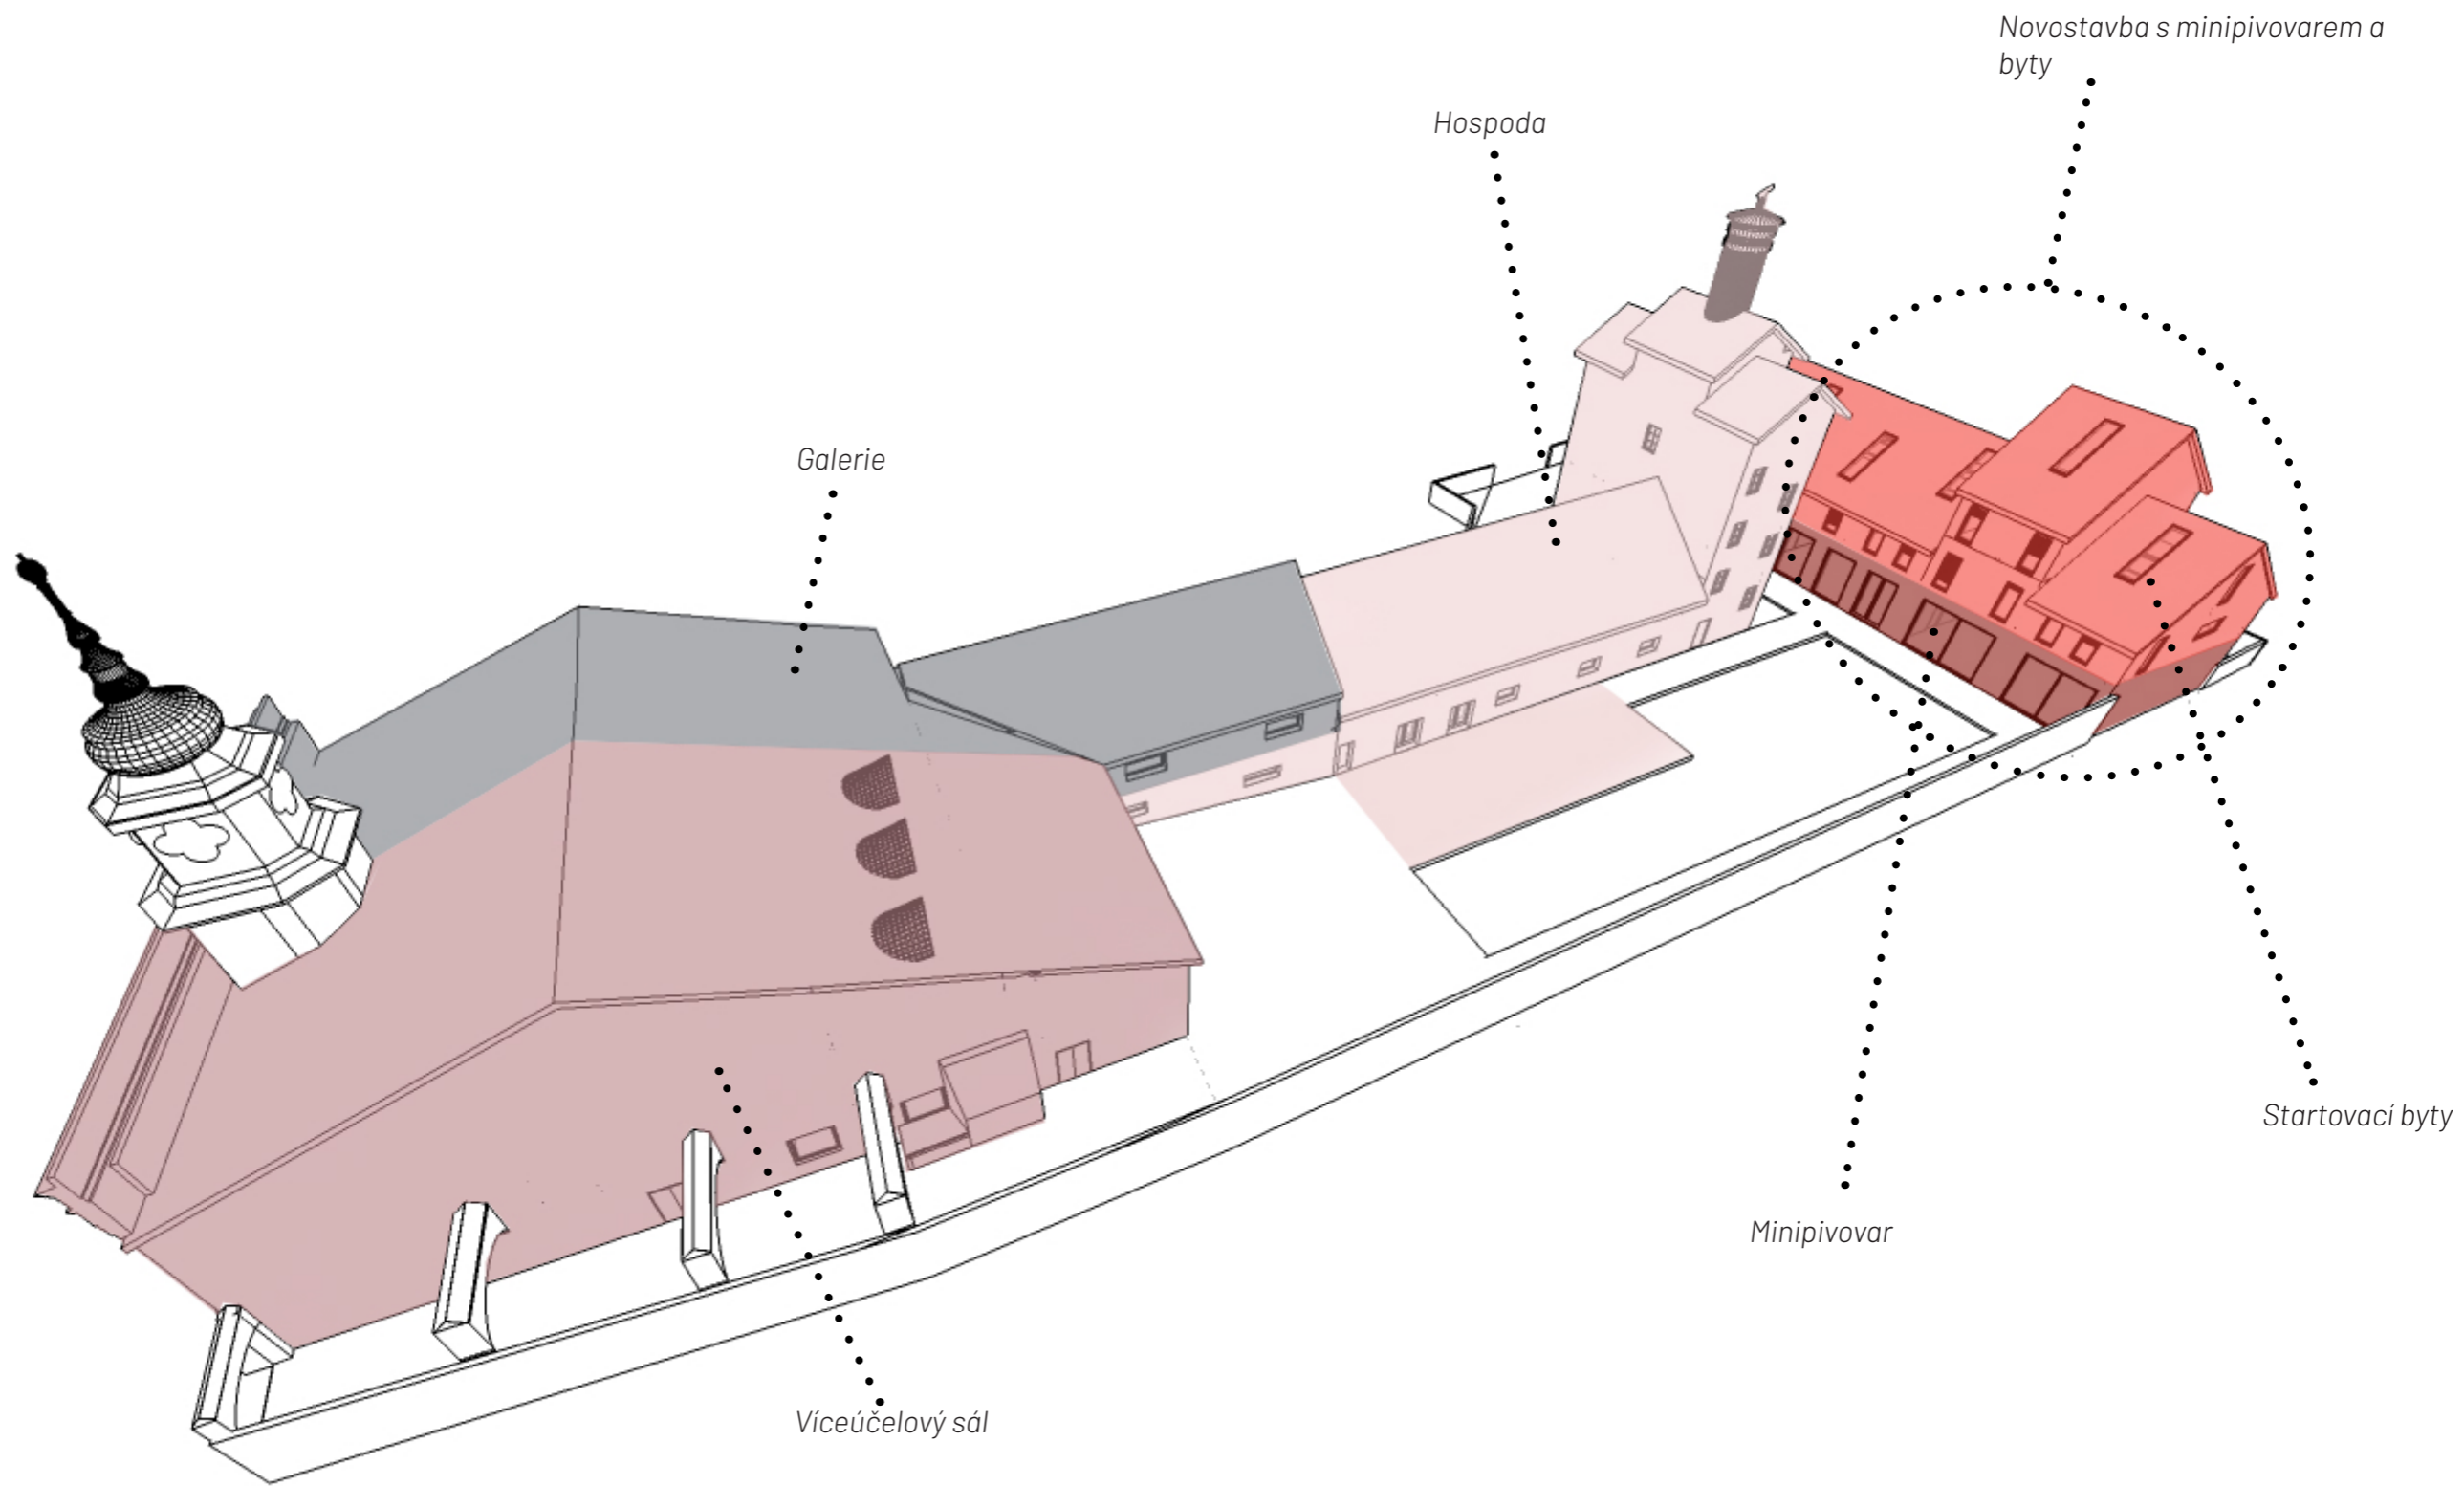 Novostavba s minipivovarem a
byty
Hospoda
Galerie
Startovací byty
Minipivovar
Víceúčelový sál